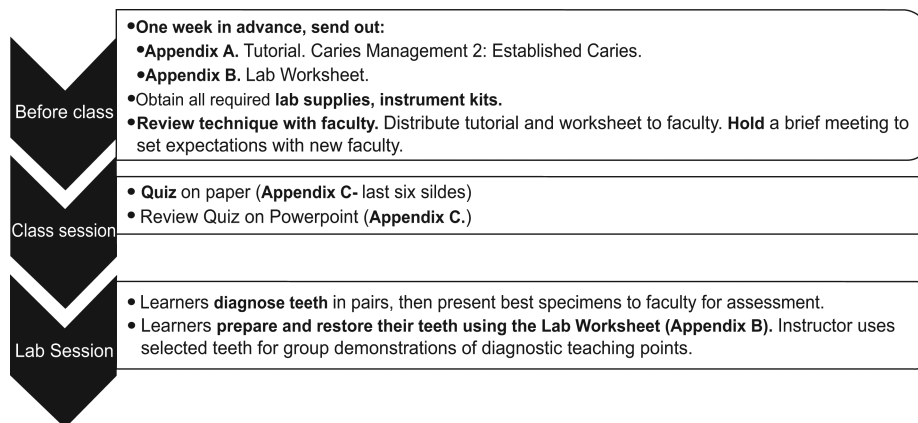 Before class
•One week in advance, send out:
•Appendix A. Tutorial. Caries Management 2: Established Caries.
•Appendix B. Lab Worksheet.
•Obtain all required lab supplies, instrument kits.
•Review technique with faculty. Distribute tutorial and worksheet to faculty. Hold a brief meeting to
set expectations with new faculty.
Class session
• Quiz on paper (Appendix C- last six sildes)
• Review Quiz on Powerpoint (Appendix C.)
Lab Session
• Learners diagnose teeth in pairs, then present best specimens to faculty for assessment.
• Learners prepare and restore their teeth using the Lab Worksheet (Appendix B). Instructor uses
selected teeth for group demonstrations of diagnostic teaching points.